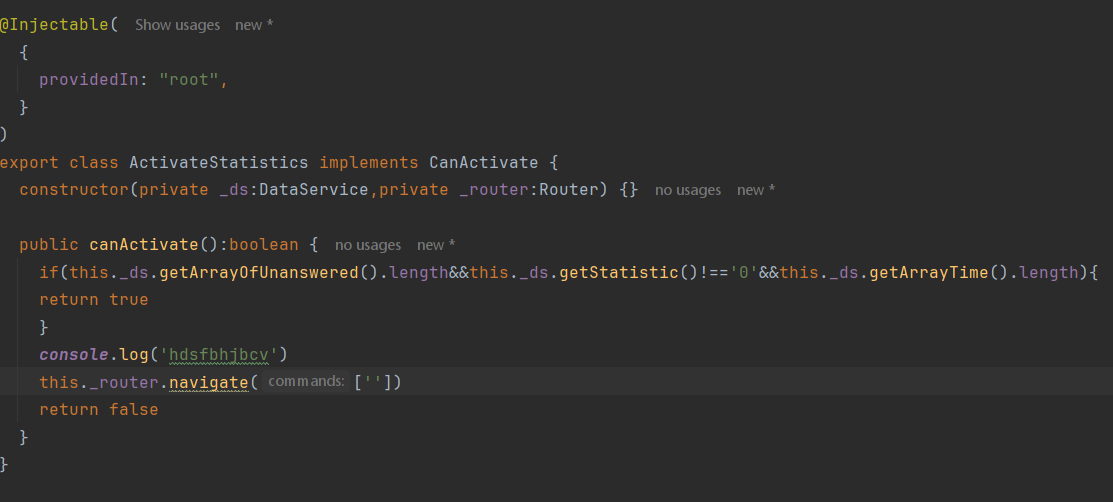 @Injectable( Show usages new *
{
providedIn: "root",
}
)
export class ActivateStatistics implements CanActivate {
constructor(private _ds:DataService,private _router:Router) {} no usages new *
public canActivate():boolean { no usages new *
if(this._ds.getArrayOfUnanswered().length&&this._ds.getStatistic()!=='0'&&this._ds.getArrayTime().length){
return true
}
console.log('hdsfbhjbcv')
this._router.navigate( commands: [''])
return false
}
}